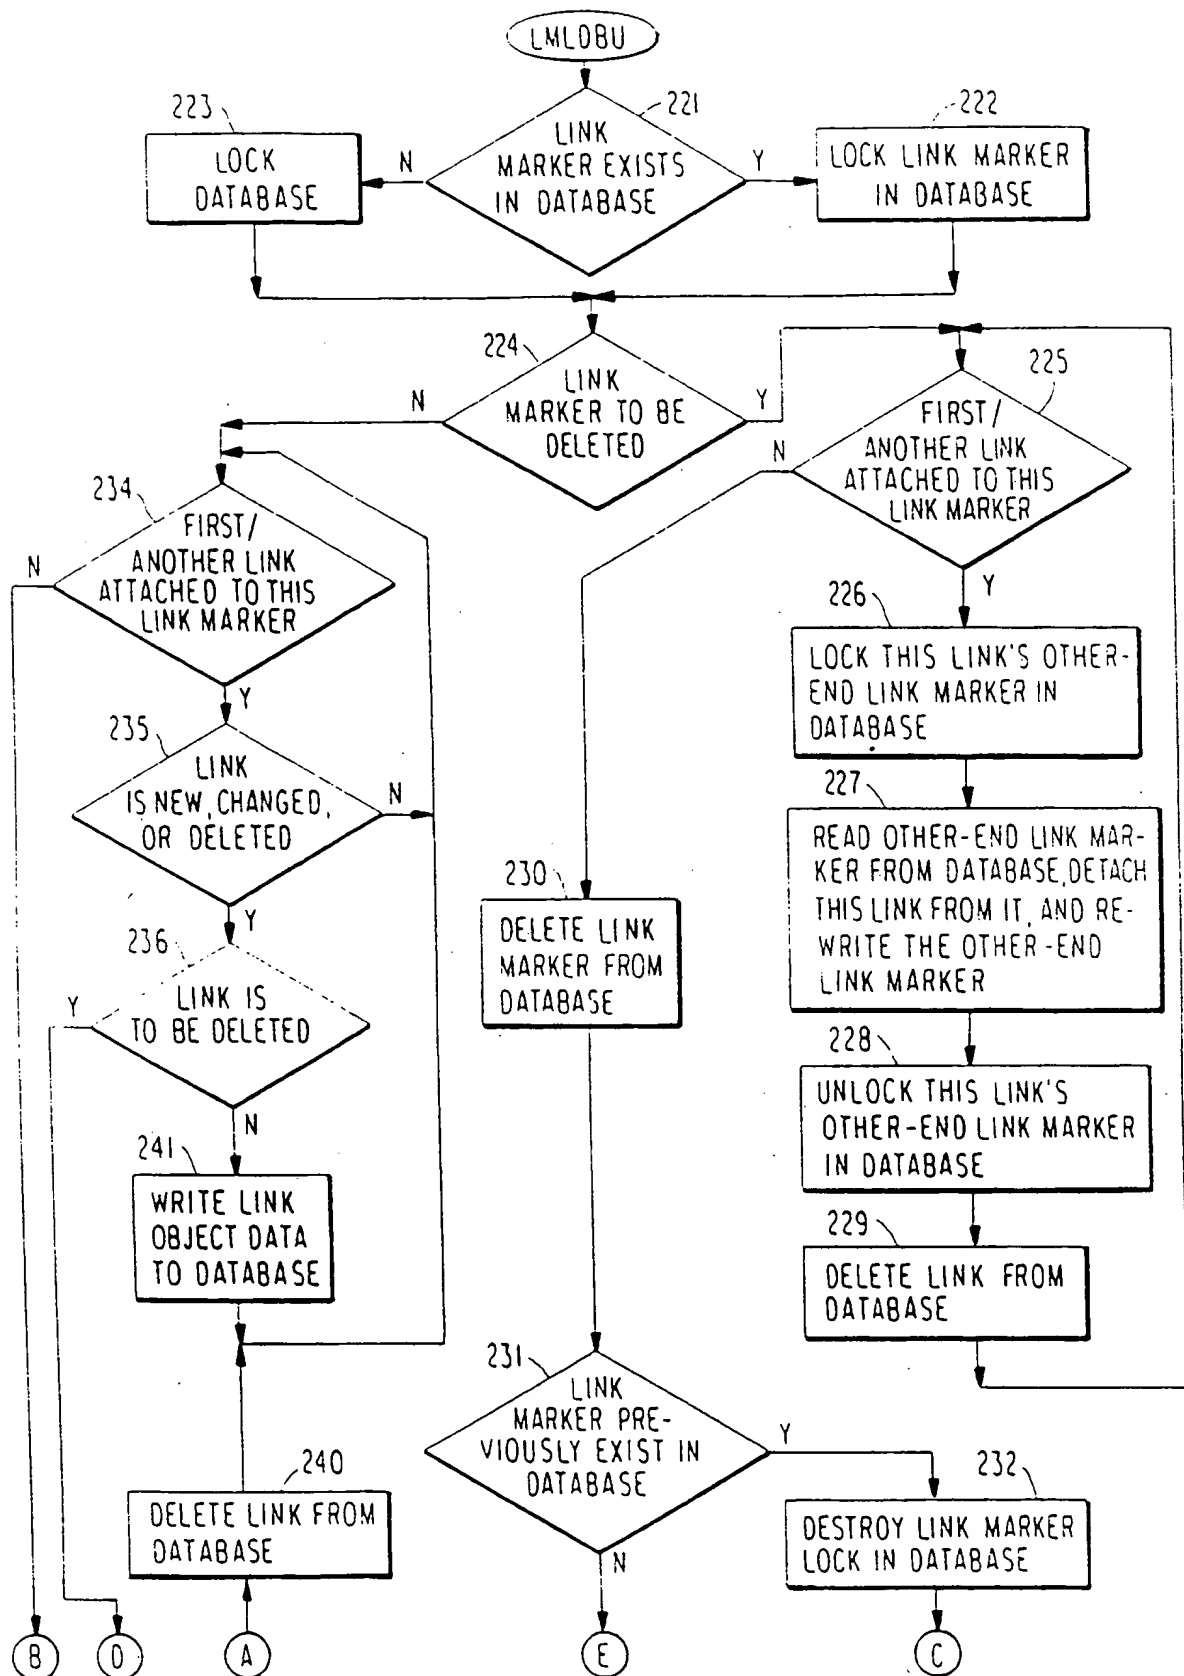 LMLDBU
221
LINK
MARKER EXISTS
IN DATABASE
N
Y
223
LOCK
DATABASE
222
LOCK LINK MARKER
IN DATABASE
224
LINK
MARKER TO BE
DELETED
N
Y
225
FIRST/
ANOTHER LINK
ATTACHED TO THIS
LINK MARKER
N
Y
234
FIRST/
ANOTHER LINK
ATTACHED TO THIS
LINK MARKER
N
Y
226
LOCK THIS LINK'S OTHER-
END LINK MARKER IN
DATABASE
235
LINK
IS NEW, CHANGED,
OR DELETED
N
Y
227
READ OTHER-END LINK MAR-
KER FROM DATABASE, DETACH
THIS LINK FROM IT, AND RE-
WRITE THE OTHER-END
LINK MARKER
230
DELETE LINK
MARKER FROM
DATABASE
236
LINK IS
TO BE DELETED
Y
N
228
UNLOCK THIS LINK'S
OTHER-END LINK MARKER
IN DATABASE
241
WRITE LINK
OBJECT DATA
TO DATABASE
229
DELETE LINK FROM
DATABASE
231
LINK
MARKER PRE-
VIOUSLY EXIST IN
DATABASE
Y
N
240
DELETE LINK FROM
DATABASE
232
DESTROY LINK MARKER
LOCK IN DATABASE
B
D
A
E
C